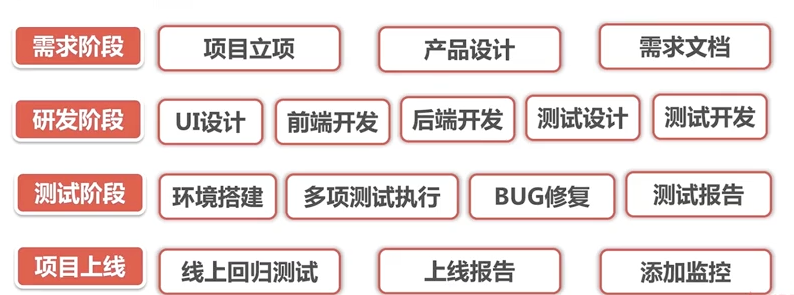 需求阶段 项目立项 产品设计 需求文档
研发阶段 UI设计 前端开发 后端开发 测试设计 测试开发
测试阶段 环境搭建 多项测试执行 BUG修复 测试报告
项目上线 线上回归测试 上线报告 添加监控